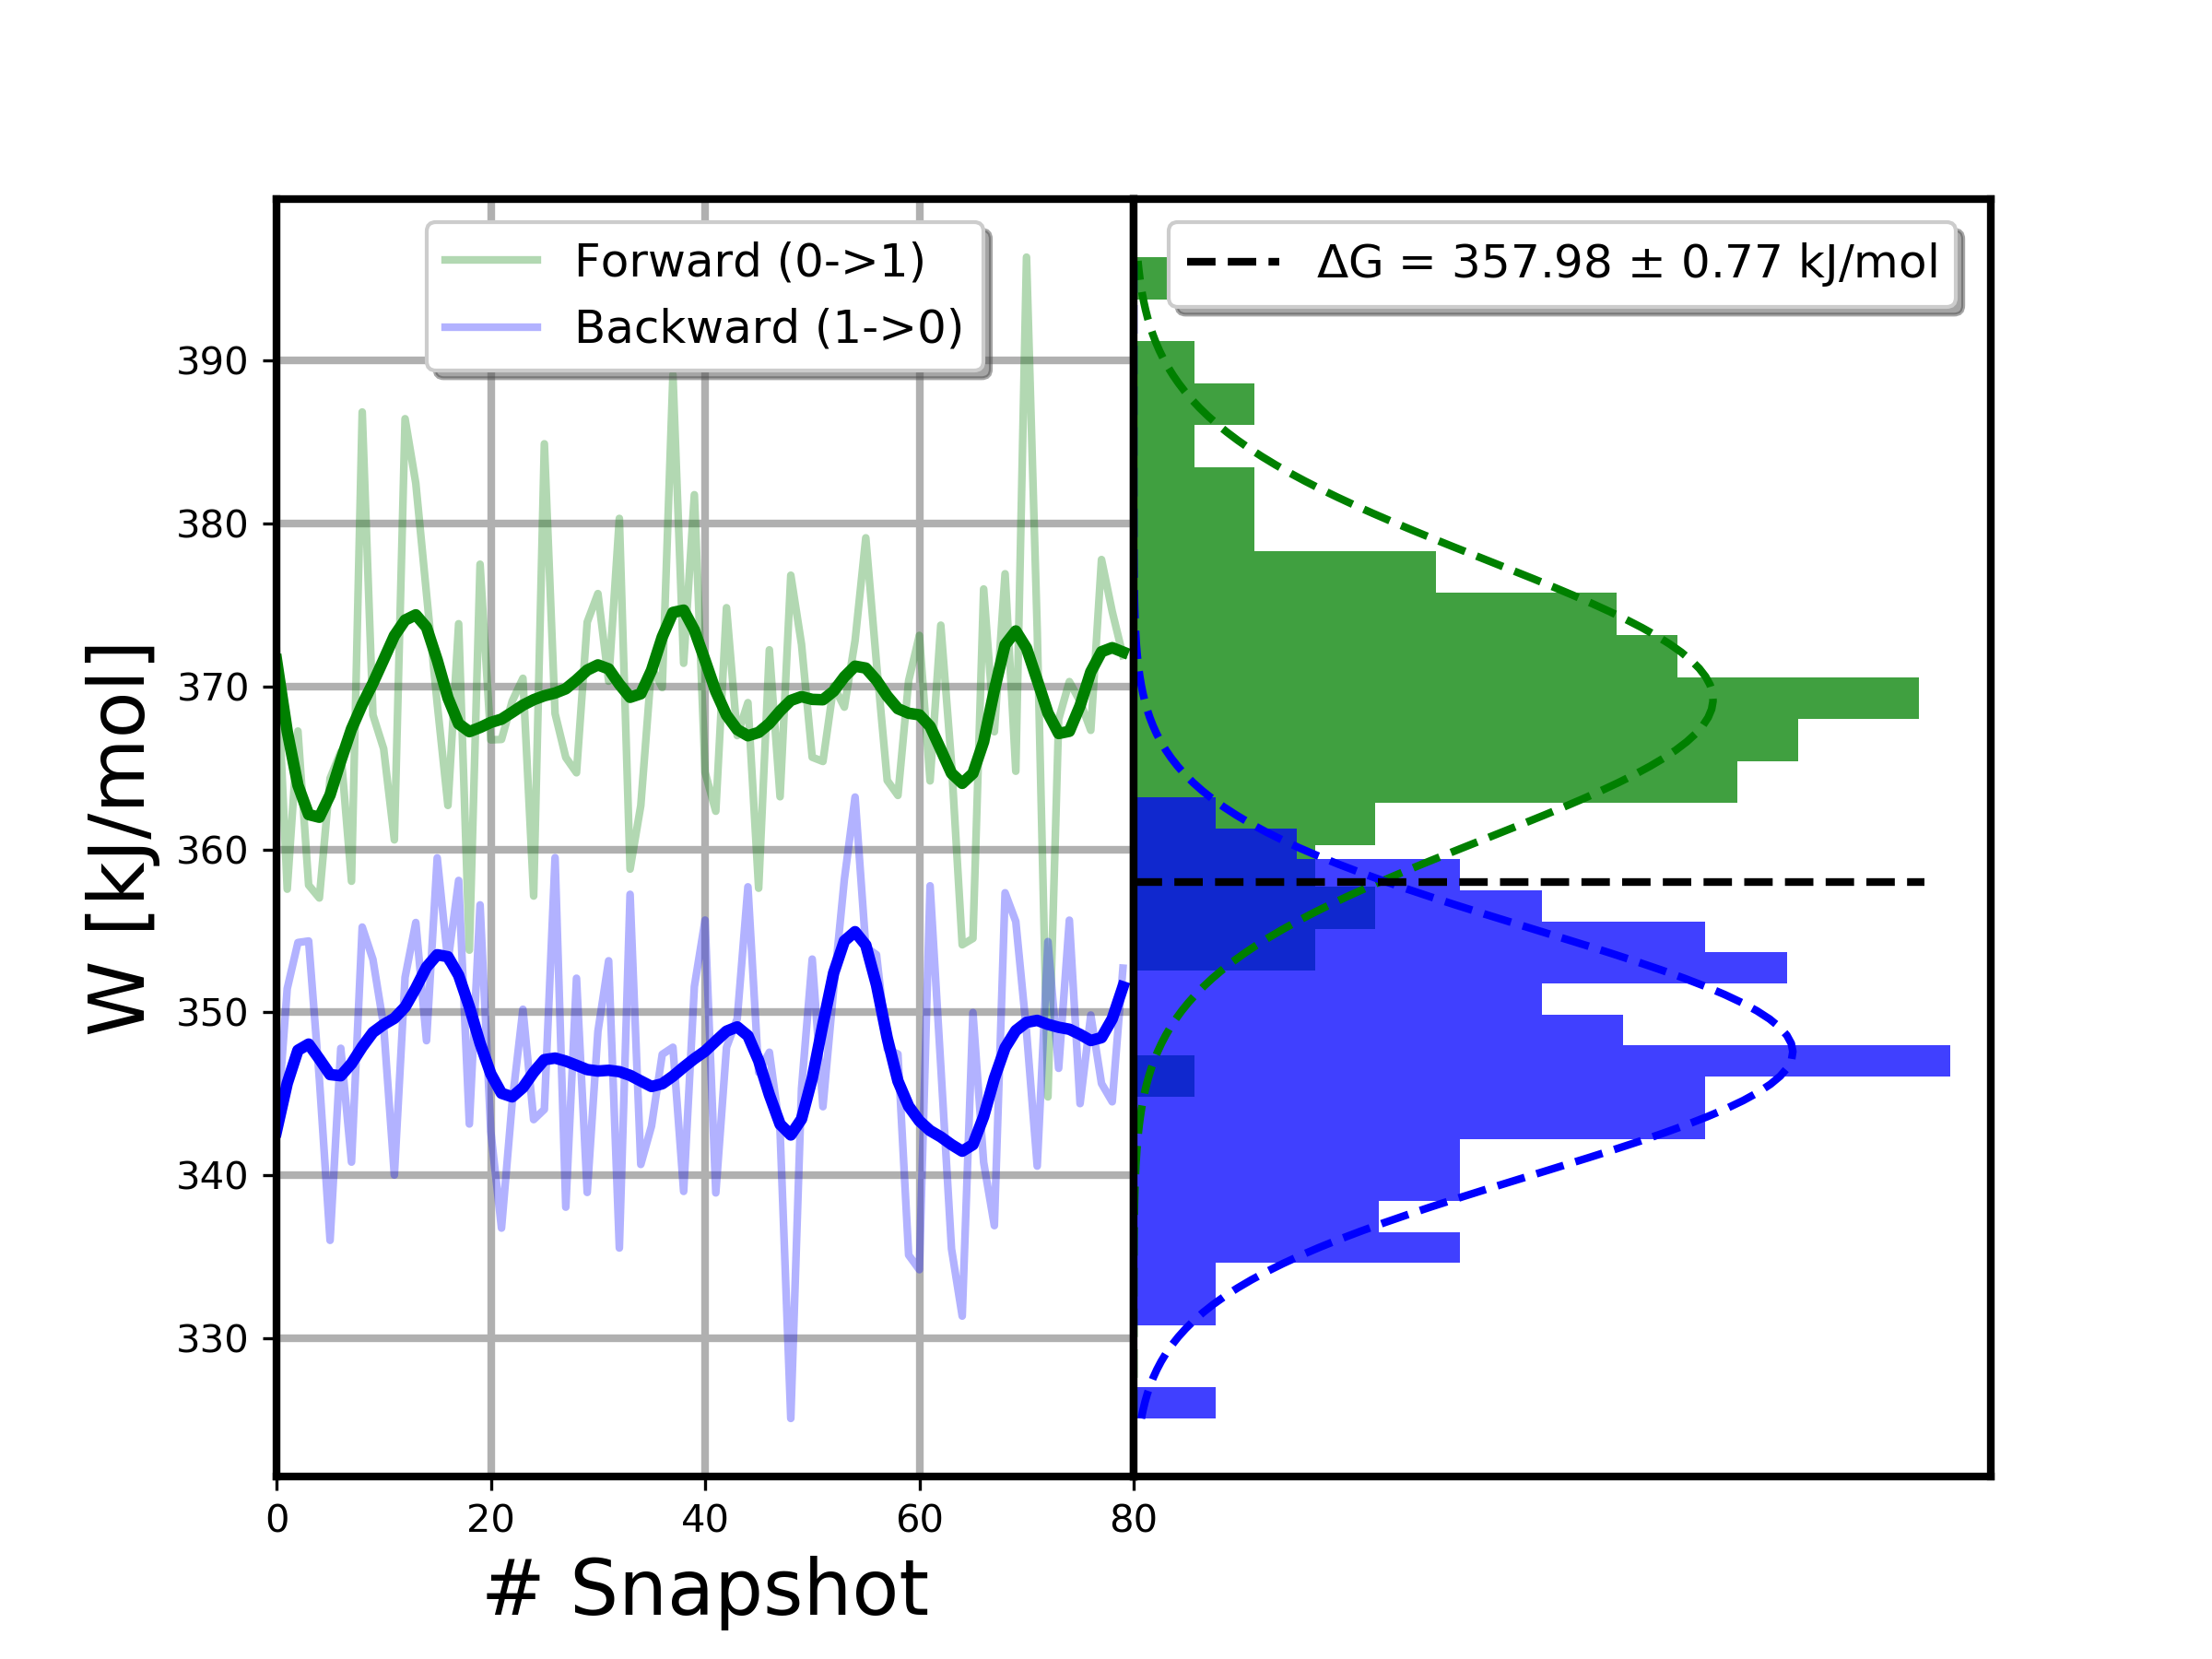 Forward (0->1)
Backward (1->0)
ΔG = 357.98 ± 0.77 kJ/mol
390
380
370
360
350
340
330
W [kJ/mol]
0 20 40 60 80
# Snapshot